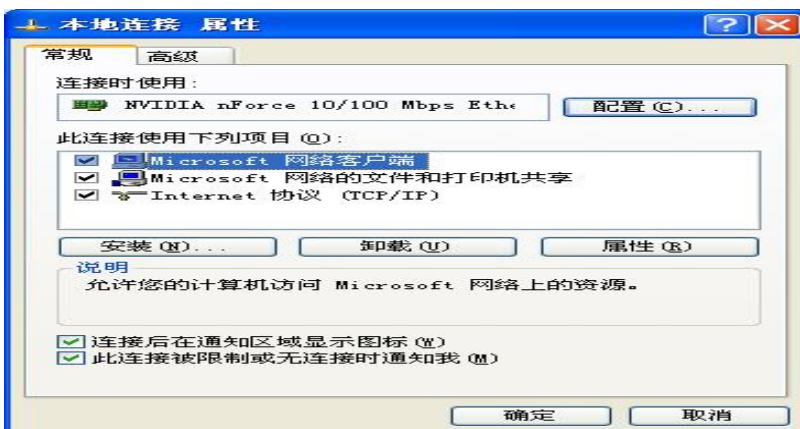 本地连接 属性
常规 高级
连接时使用：
NVIDIA nForce 10/100 Mbps Ethe 配置(C)...
此连接使用下列项目(O)：
Microsoft 网络客户端
Microsoft 网络的文件和打印机共享
Internet 协议 (TCP/IP)
安装(N)... 卸载(U) 属性(R)
说明
允许您的计算机访问 Microsoft 网络上的资源。
连接后在通知区域显示图标(W)
此连接被限制或无连接时通知我(M)
确定 取消